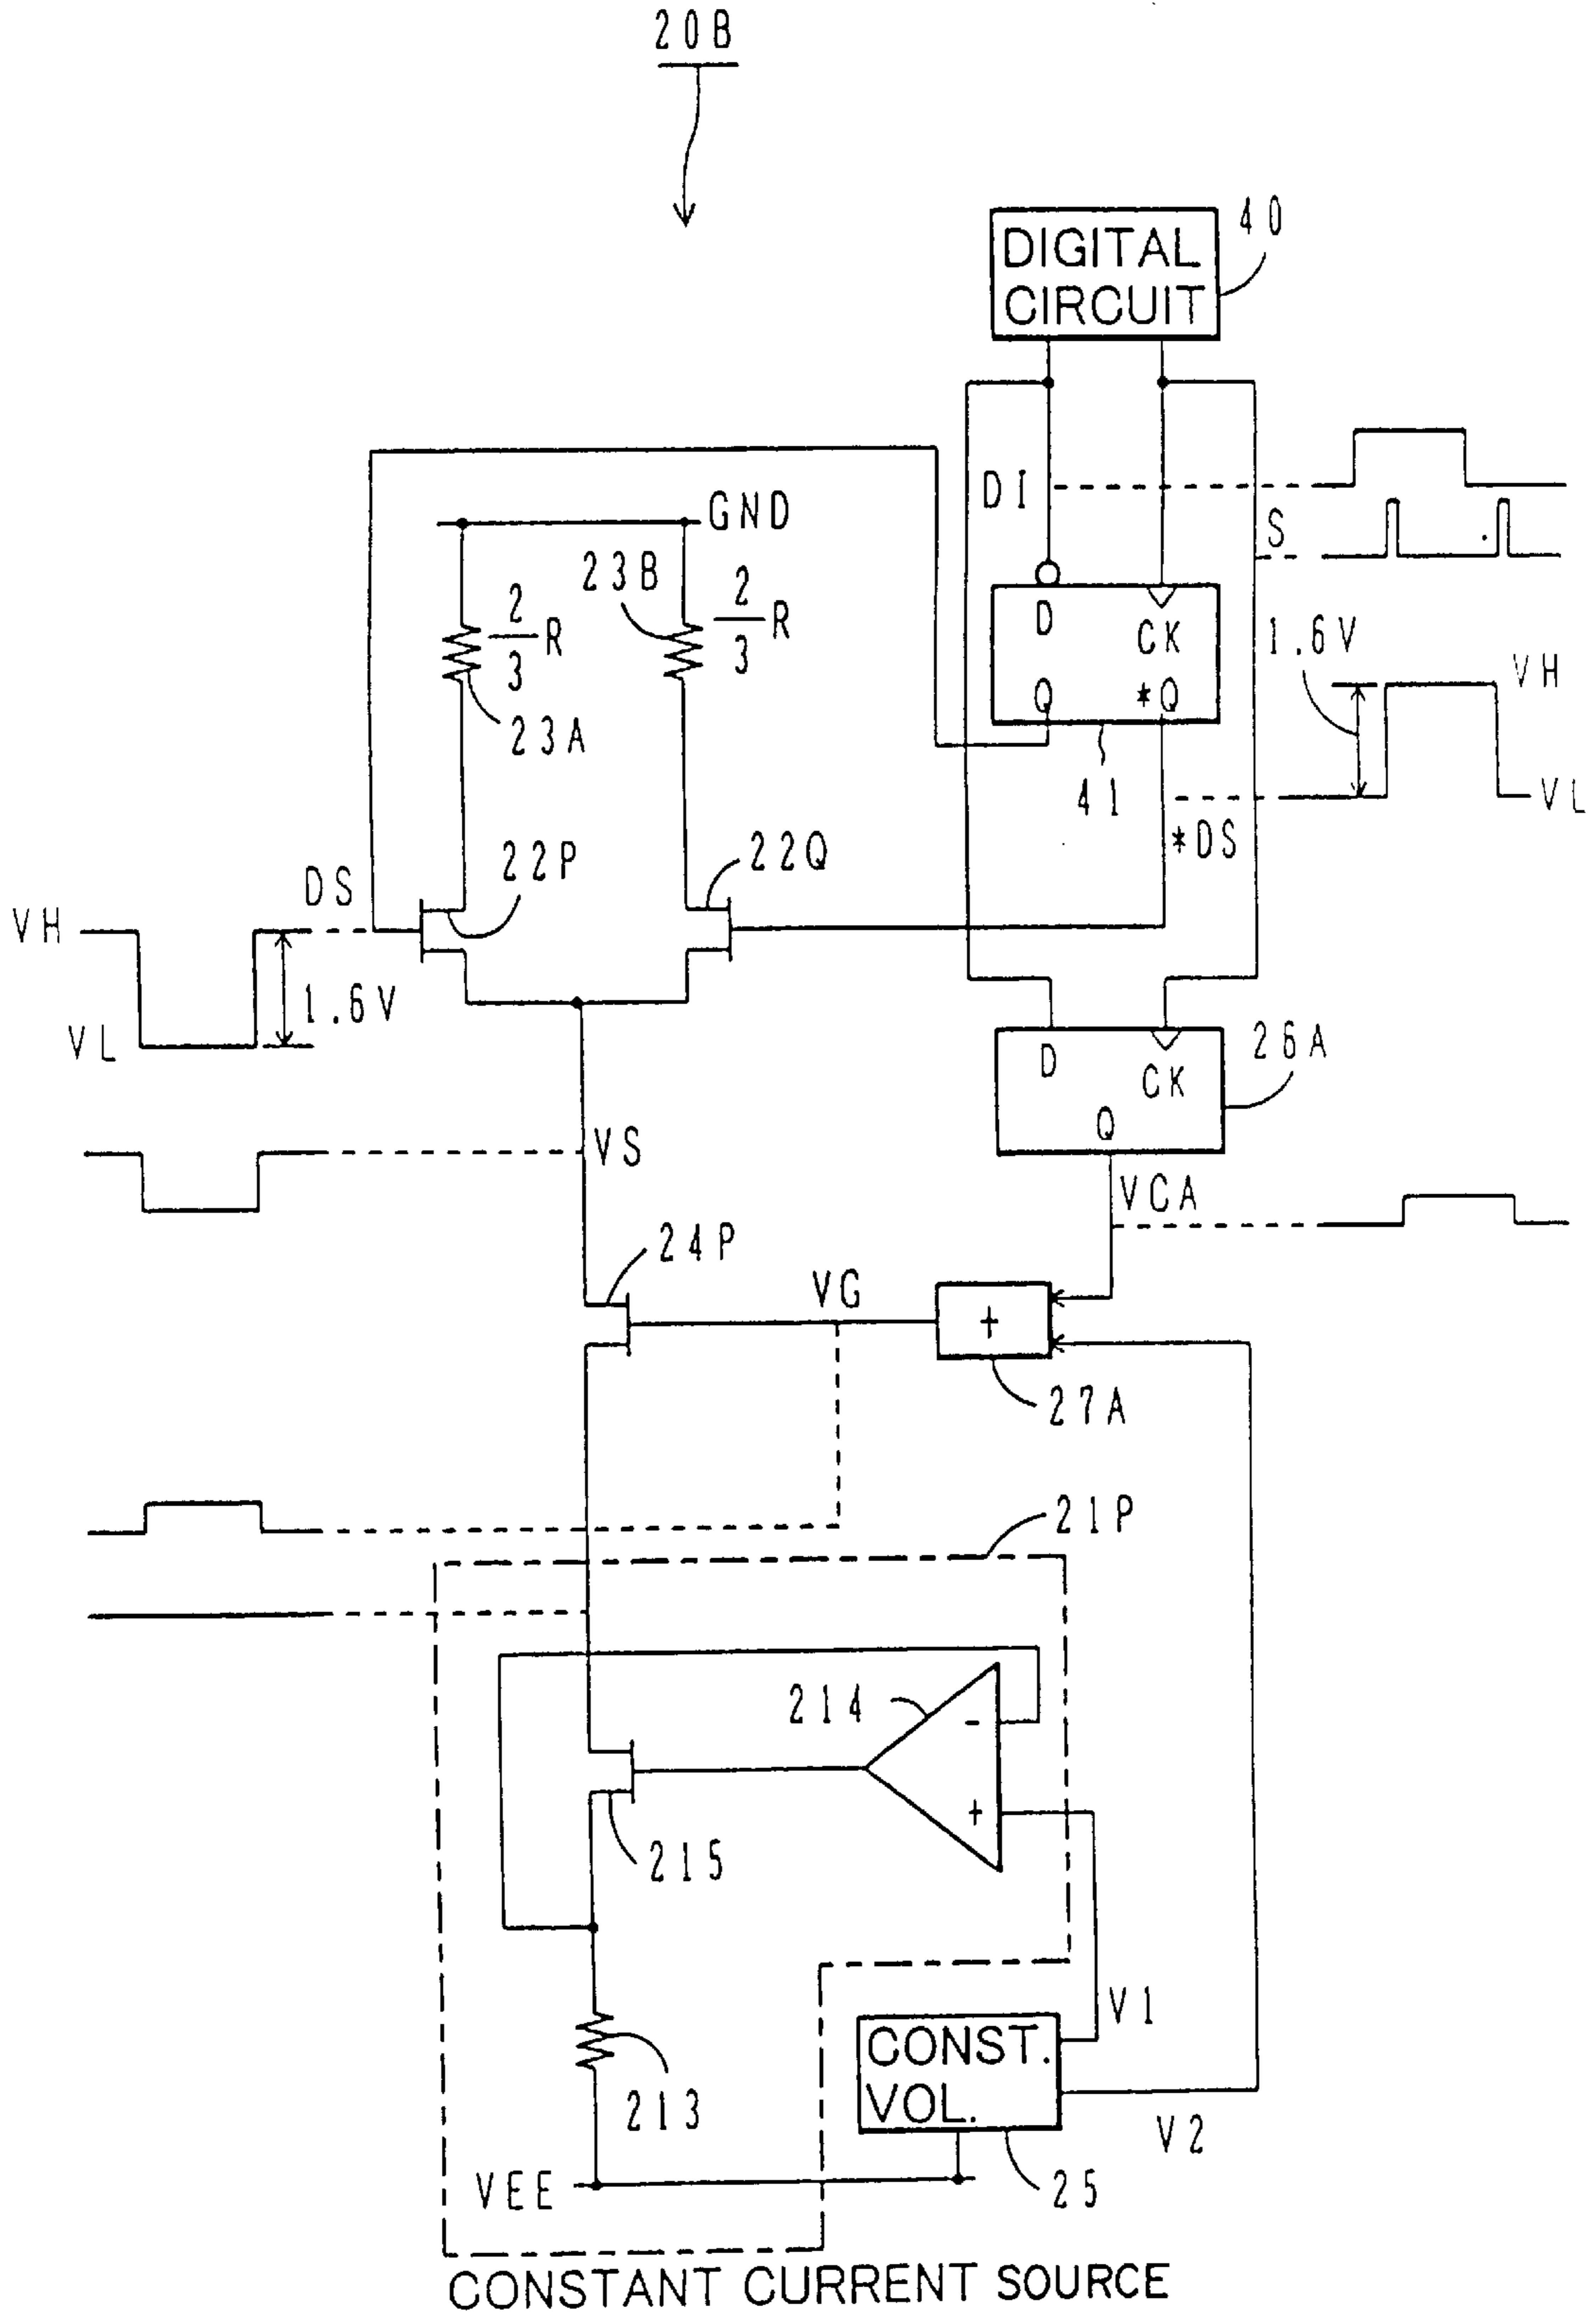 20B
40
DIGITAL
CIRCUIT
DI
S
GND
23B
2
3
R
2
3
R
23A
D
CK
Q
*Q
41
1.6V
VH
VL
*DS
22P
22Q
DS
VH
1.6V
VL
26A
D
CK
Q
VS
VCA
24P
VG
+
27A
21P
214
-
+
215
V1
CONST.
VOL.
213
V2
VEE
25
CONSTANT CURRENT SOURCE